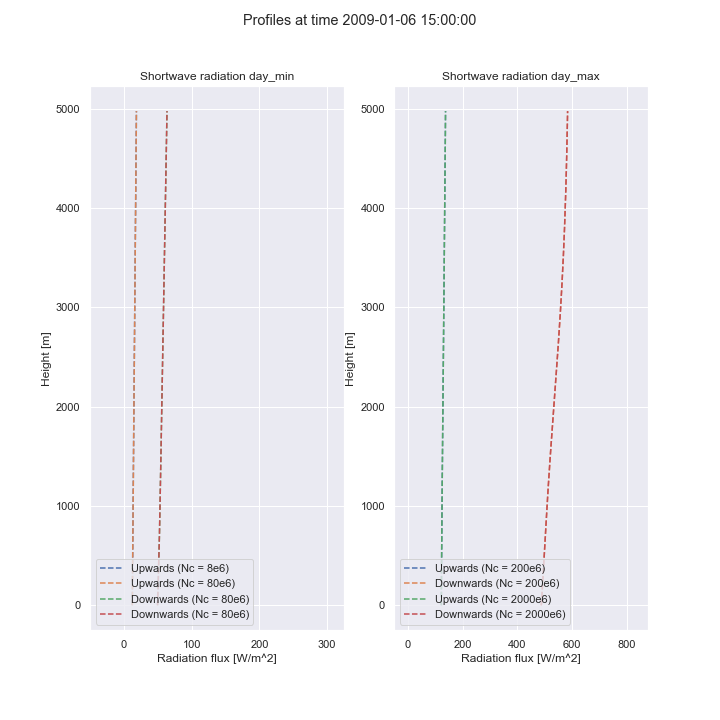 Profiles at time 2009-01-06 15:00:00
Shortwave radiation day_min
5000
4000
3000
2000
1000
0
Height [m]
Upwards (Nc = 8e6)
Upwards (Nc = 80e6)
Downwards (Nc = 80e6)
Downwards (Nc = 80e6)
0 100 200 300
Radiation flux [W/m^2]
Shortwave radiation day_max
5000
4000
3000
2000
1000
0
Height [m]
Upwards (Nc = 200e6)
Downwards (Nc = 200e6)
Upwards (Nc = 2000e6)
Downwards (Nc = 2000e6)
0 200 400 600 800
Radiation flux [W/m^2]